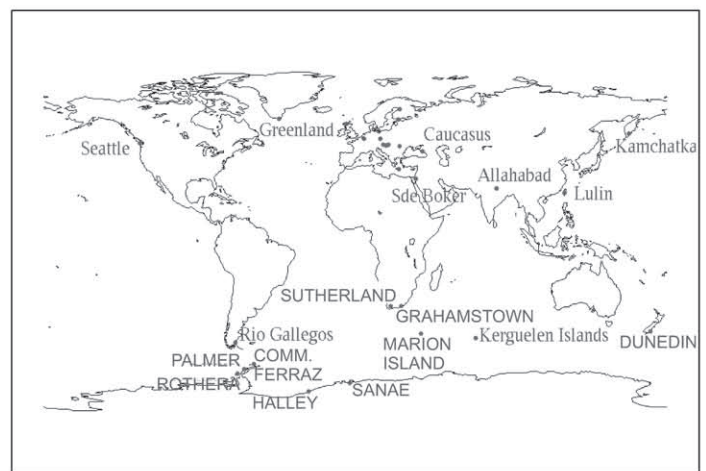 Greenland
Caucasus
Seattle
Kamchatka
Allahabad
Sde Boker
Lulin
SUTHERLAND
GRAHAMSTOWN
Rio Gallegos
Kerguelen Islands
MARION
ISLAND
DUNEDIN
PALMER
COMM.
FERRAZ
ROTHERA
SANAE
HALLEY